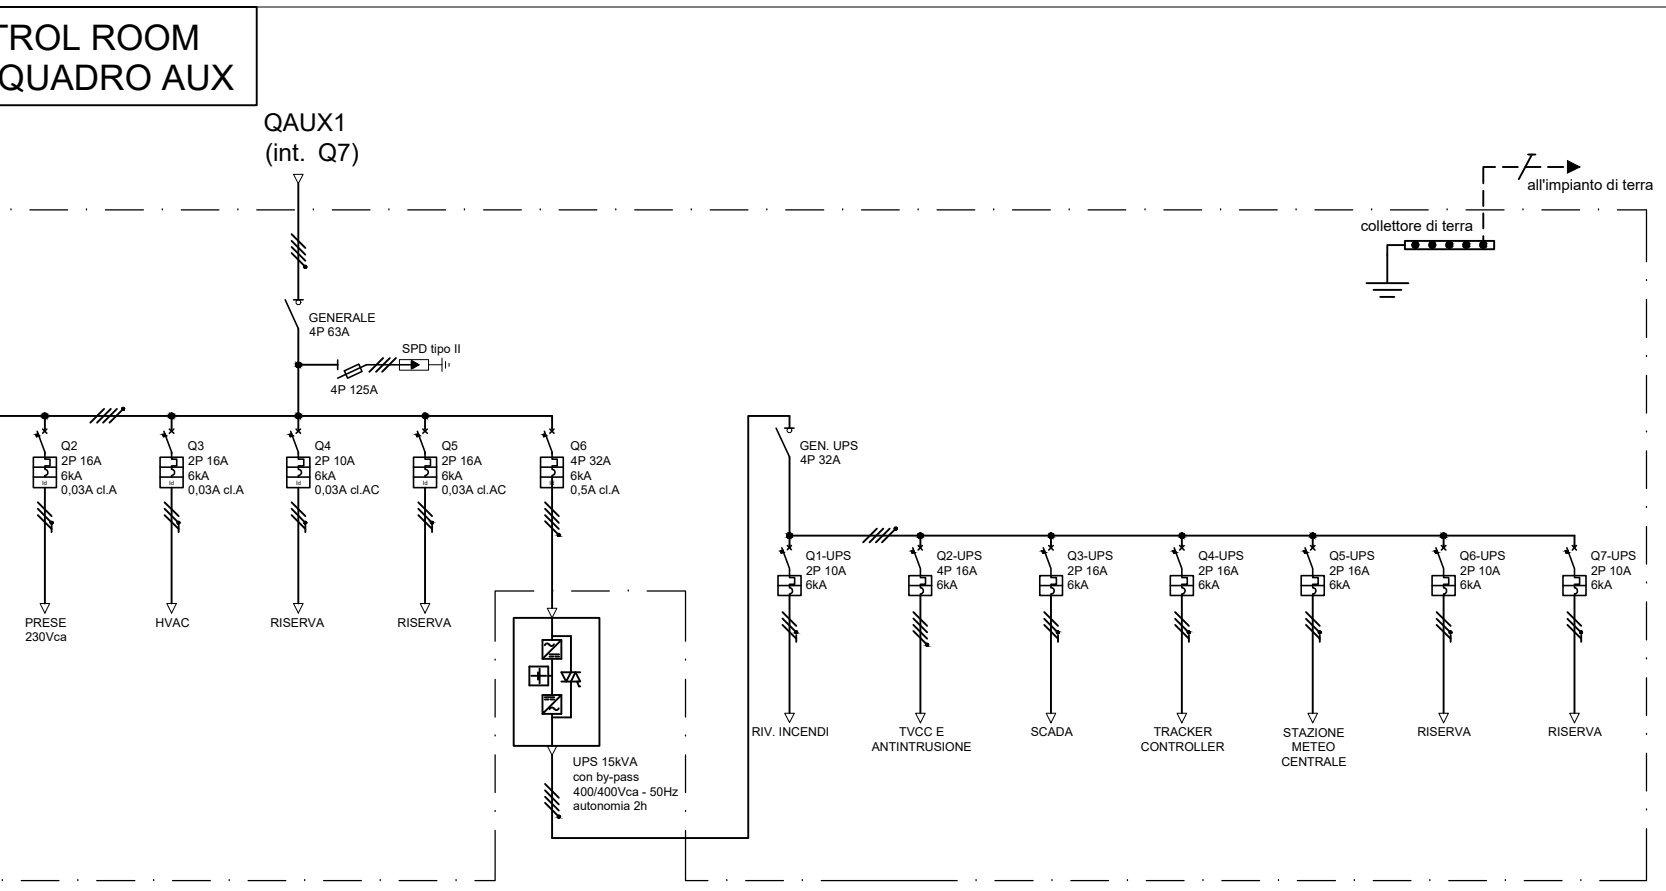 TROL ROOM
QUADRO AUX
QAUX1
(int. Q7)
all'impianto di terra
collettore di terra
GENERALE
4P 63A
SPD tipo II
4P 125A
Q2
2P 16A
6kA
0,03A cl.A
Id
PRESE
230Vca
Q3
2P 16A
6kA
0,03A cl.A
Id
HVAC
Q4
2P 10A
6kA
0,03A cl.AC
Id
RISERVA
Q5
2P 16A
6kA
0,03A cl.AC
Id
RISERVA
Q6
4P 32A
6kA
0,5A cl.A
Id
UPS 15kVA
con by-pass
400/400Vca - 50Hz
autonomia 2h
GEN. UPS
4P 32A
Q1-UPS
2P 10A
6kA
RIV. INCENDI
Q2-UPS
4P 16A
6kA
TVCC E
ANTINTRUSIONE
Q3-UPS
2P 16A
6kA
SCADA
Q4-UPS
2P 16A
6kA
TRACKER
CONTROLLER
Q5-UPS
2P 16A
6kA
STAZIONE
METEO
CENTRALE
Q6-UPS
2P 10A
6kA
RISERVA
Q7-UPS
2P 10A
6kA
RISERVA